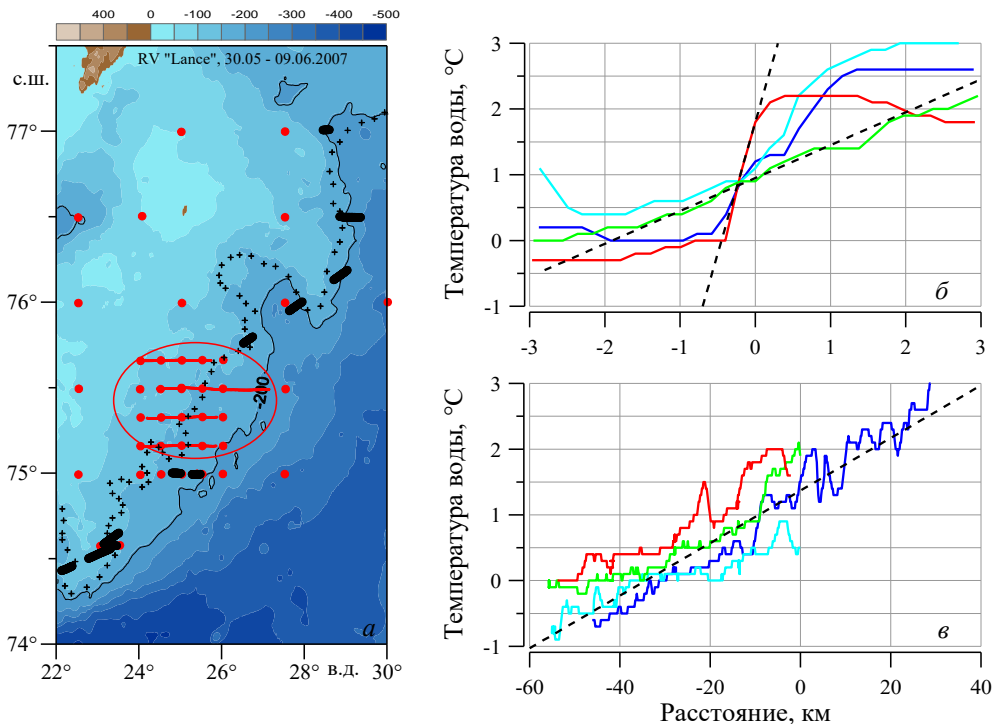 400 0 -100 -200 -300 -400 -500
RV "Lance", 30.05 - 09.06.2007
с.ш.
77°
76°
75°
74°
-200
а
22 24° 26° 28° в.д. 30°
Температура воды, °C
3
2
1
0
-1
б
-3 -2 -1 0 1 2 3
Температура воды, °C
3
2
1
0
-1
в
-60 -40 -20 0 20 40
Расстояние, км